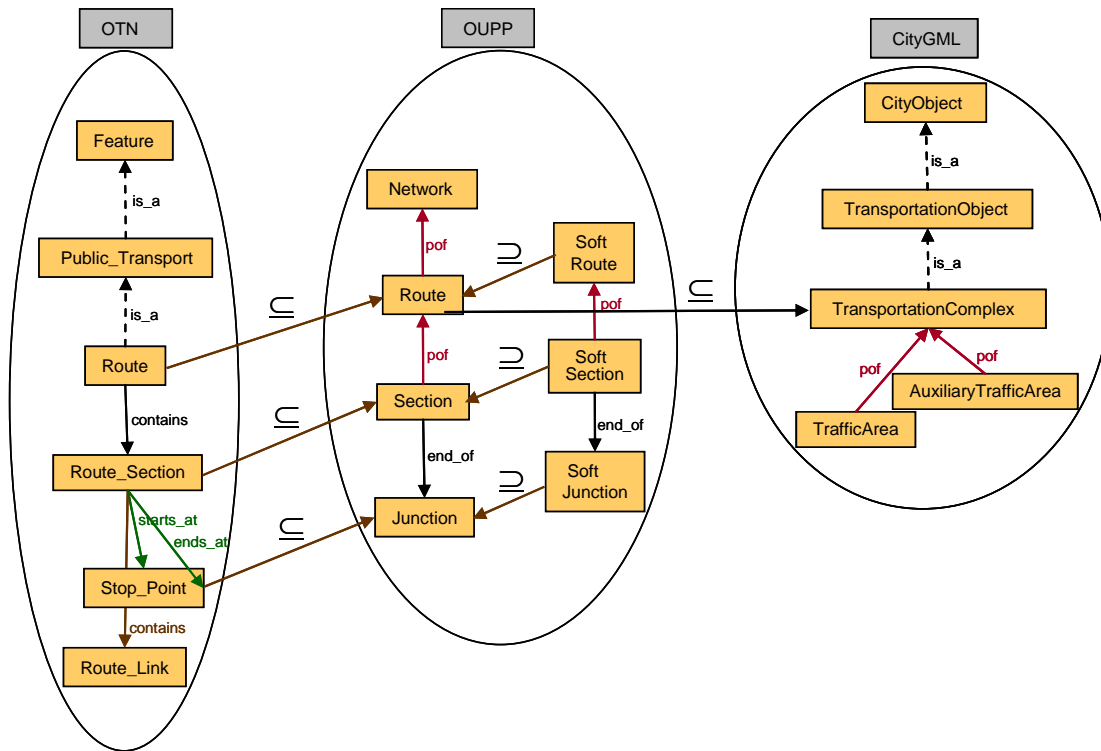 OTN
Feature
is_a
Public_Transport
is_a
Route
contains
Route_Section
starts_at
ends_at
Stop_Point
contains
Route_Link
⊆
⊆
⊆
OUPP
Network
pof
⊇
Soft
Route
Route
pof
pof
⊇
Soft
Section
Section
end_of
end_of
⊇
Soft
Junction
Junction
⊆
CityGML
CityObject
is_a
TransportationObject
is_a
TransportationComplex
pof
pof
AuxiliaryTrafficArea
TrafficArea